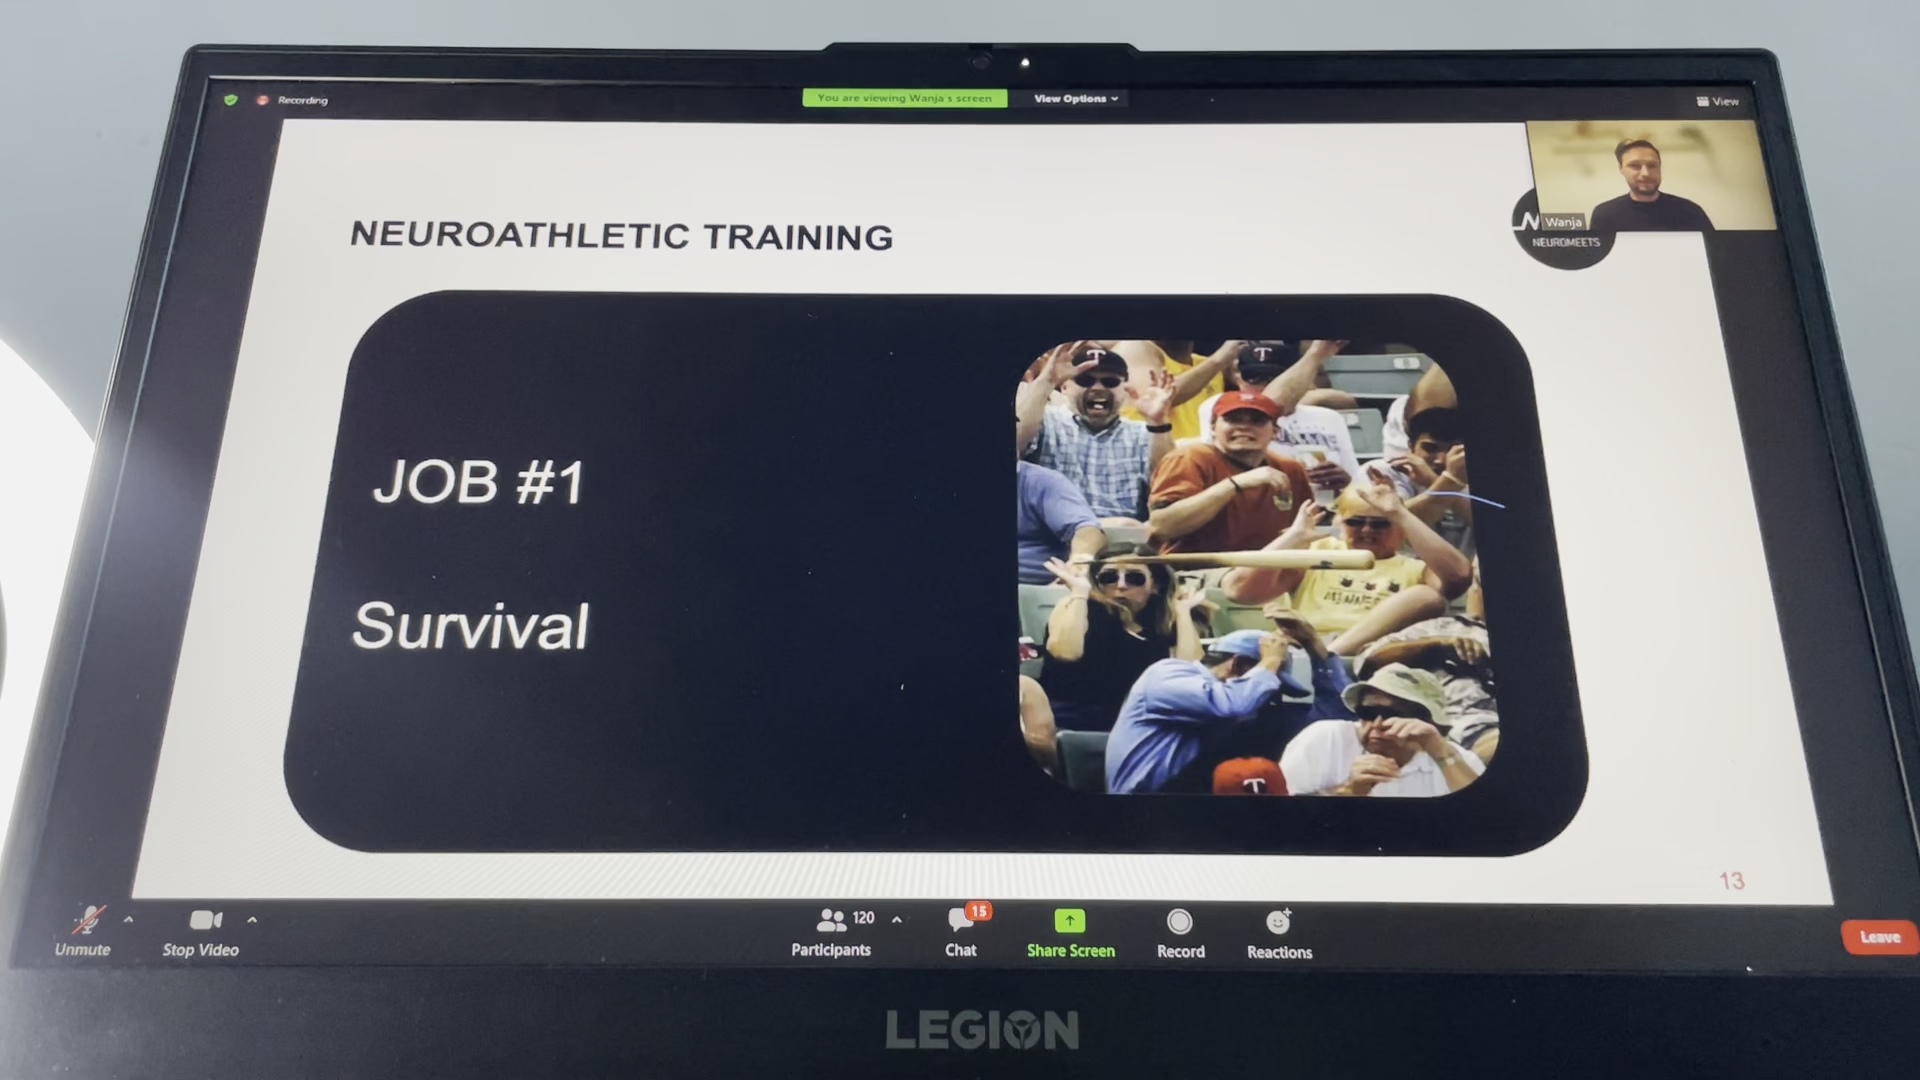 Recording
You are viewing Wanja's screen
View Options
View
NEUROATHLETIC TRAINING
N
Wanja
NEUROMEETS
JOB #1
Survival
T
T
T
13
Unmute
Stop Video
120
Participants
15
Chat
Share Screen
Record
Reactions
Leave
LEGION